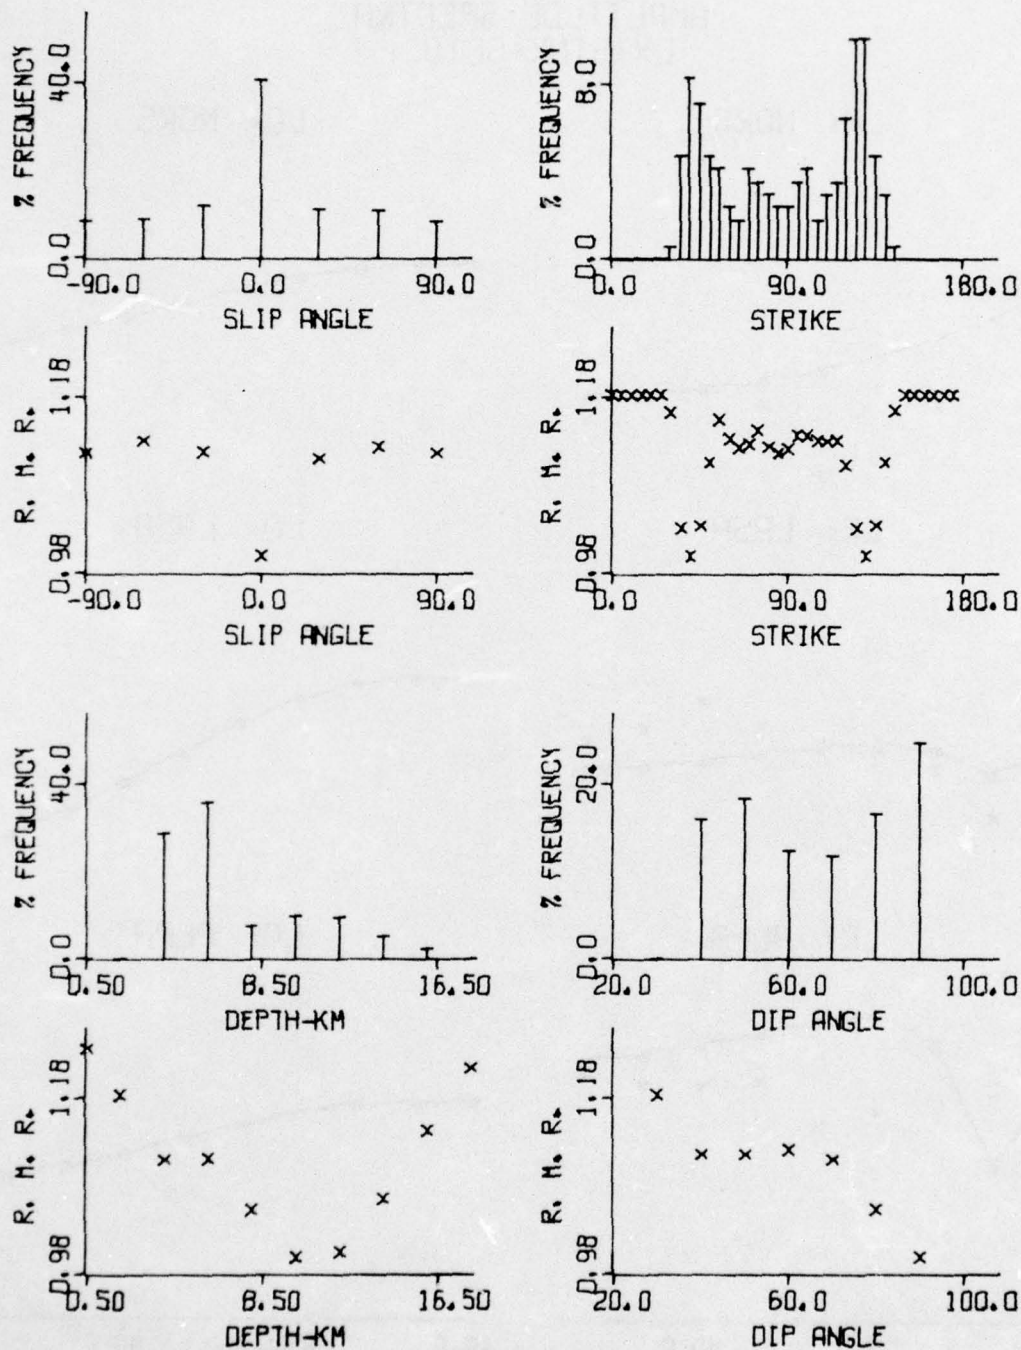 % FREQUENCY
40.0
0.0
-90.0 0.0 90.0
SLIP ANGLE
% FREQUENCY
8.0
0.0
0.0 90.0 180.0
STRIKE
R. M. R.
1.18
0.98
-90.0 0.0 90.0
SLIP ANGLE
R. M. R.
1.18
0.98
0.0 90.0 180.0
STRIKE
% FREQUENCY
40.0
0.0
0.50 8.50 16.50
DEPTH-KM
% FREQUENCY
20.0
0.0
20.0 60.0 100.0
DIP ANGLE
R. M. R.
1.18
0.98
0.50 8.50 16.50
DEPTH-KM
R. M. R.
1.18
0.98
20.0 60.0 100.0
DIP ANGLE